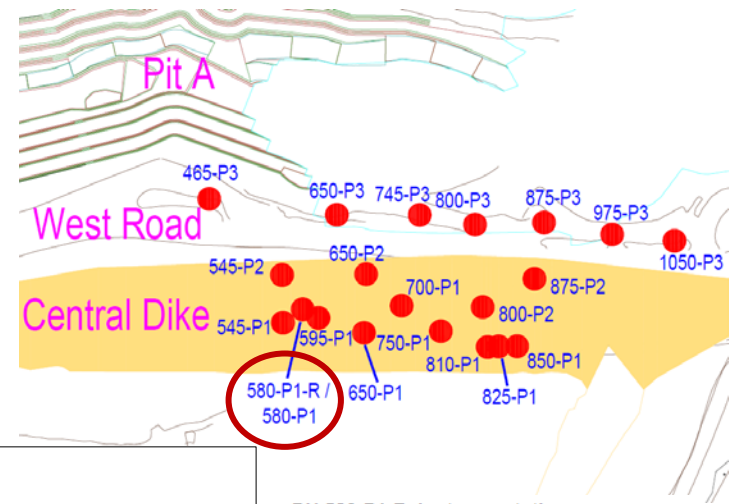 Pit A
465-P3
650-P3
745-P3
800-P3
875-P3
975-P3
1050-P3
West Road
545-P2
650-P2
700-P1
875-P2
800-P2
Central Dike
545-P1
595-P1
750-P1
810-P1
850-P1
580-P1-R /
580-P1
650-P1
825-P1